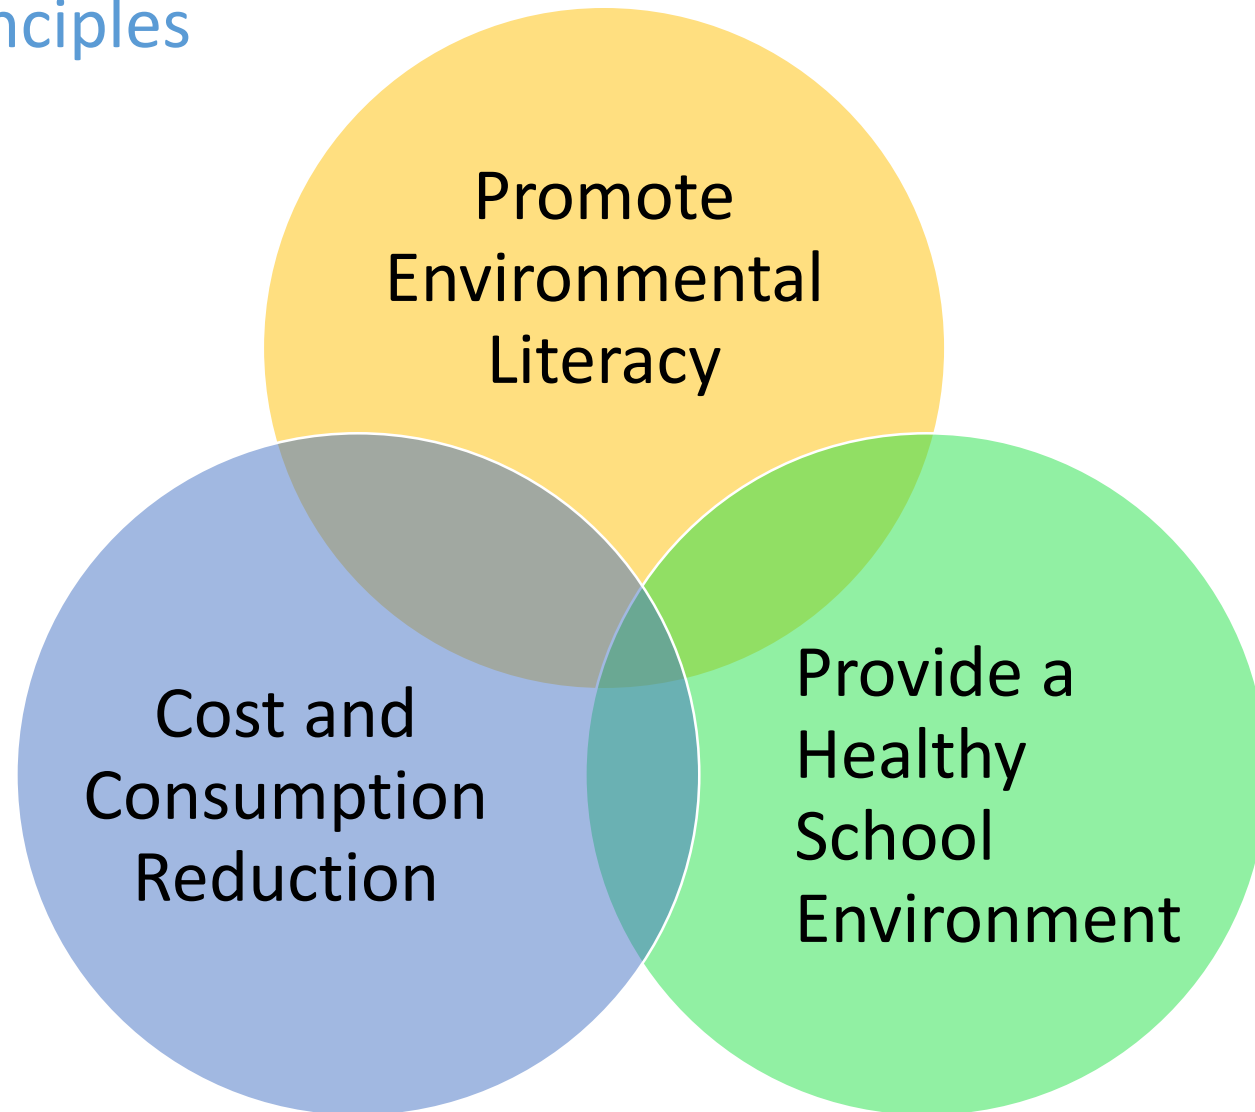 nciples
Promote
Environmental
Literacy
Cost and
Consumption
Reduction
Provide a
Healthy
School
Environment